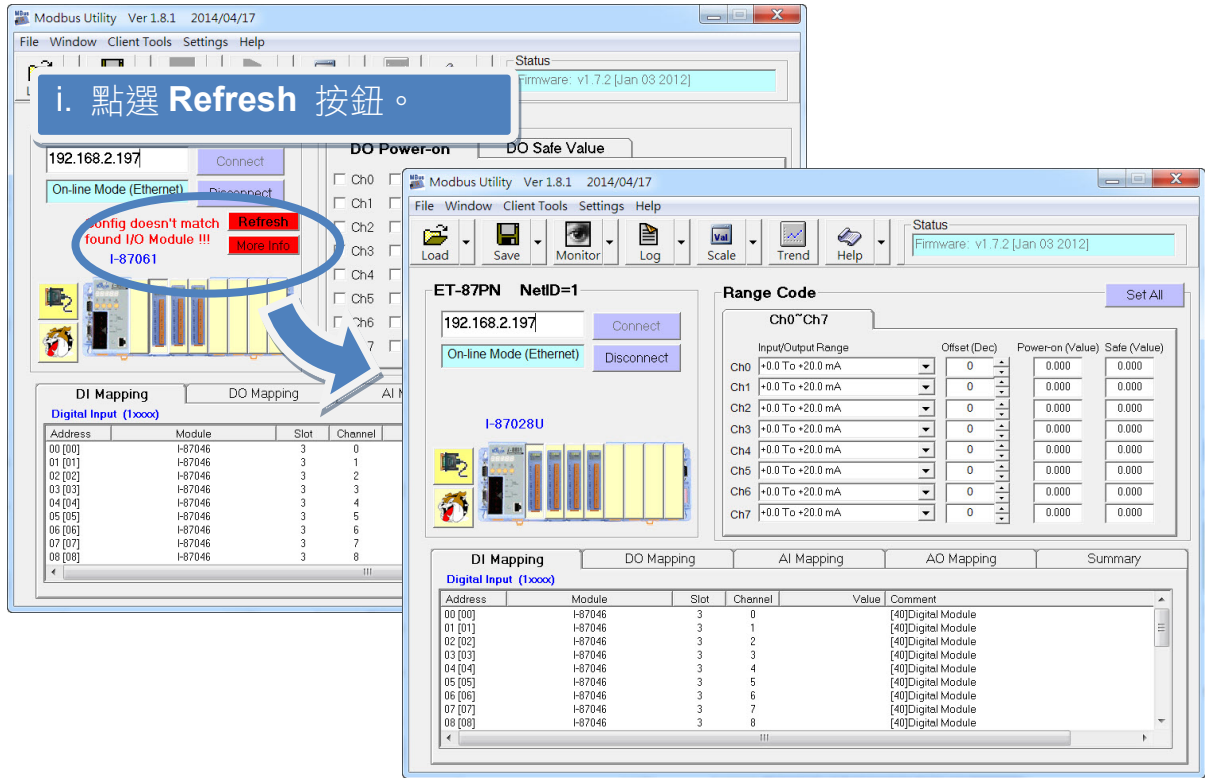 Modbus Utility Ver 1.8.1 2014/04/17
File Window Client Tools Settings Help
Status
Firmware: v1.7.2 [Jan 03 2012]
i. 點選 Refresh 按鈕。
192.168.2.197
Connect
On-line Mode (Ethernet)
Disconnect
Config doesn't match
found I/O Module !!!
Refresh
More Info
I-87061
DO Power-on
DO Safe Value
Ch0
Ch1
Ch2
Ch3
Ch4
Ch5
Ch6
7
DI Mapping
DO Mapping
Digital Input (1xxxx)
Address Module Slot Channel
00 [00] I-87046 3 0
01 [01] I-87046 3 1
02 [02] I-87046 3 2
03 [03] I-87046 3 3
04 [04] I-87046 3 4
05 [05] I-87046 3 5
06 [06] I-87046 3 6
07 [07] I-87046 3 7
08 [08] I-87046 3 8
Modbus Utility Ver 1.8.1 2014/04/17
File Window Client Tools Settings Help
Load Save Monitor Log Scale Trend Help
Val
Status
Firmware: v1.7.2 [Jan 03 2012]
ET-87PN NetID=1
192.168.2.197
Connect
On-line Mode (Ethernet)
Disconnect
I-87028U
Range Code
Set All
Ch0~Ch7
Input/Output Range Offset (Dec) Power-on (Value) Safe (Value)
Ch0 +0.0 To +20.0 mA 0 0.000 0.000
Ch1 +0.0 To +20.0 mA 0 0.000 0.000
Ch2 +0.0 To +20.0 mA 0 0.000 0.000
Ch3 +0.0 To +20.0 mA 0 0.000 0.000
Ch4 +0.0 To +20.0 mA 0 0.000 0.000
Ch5 +0.0 To +20.0 mA 0 0.000 0.000
Ch6 +0.0 To +20.0 mA 0 0.000 0.000
Ch7 +0.0 To +20.0 mA 0 0.000 0.000
DI Mapping DO Mapping AI Mapping AO Mapping Summary
Digital Input (1xxxx)
Address Module Slot Channel Value Comment
00 [00] I-87046 3 0 [40]Digital Module
01 [01] I-87046 3 1 [40]Digital Module
02 [02] I-87046 3 2 [40]Digital Module
03 [03] I-87046 3 3 [40]Digital Module
04 [04] I-87046 3 4 [40]Digital Module
05 [05] I-87046 3 5 [40]Digital Module
06 [06] I-87046 3 6 [40]Digital Module
07 [07] I-87046 3 7 [40]Digital Module
08 [08] I-87046 3 8 [40]Digital Module